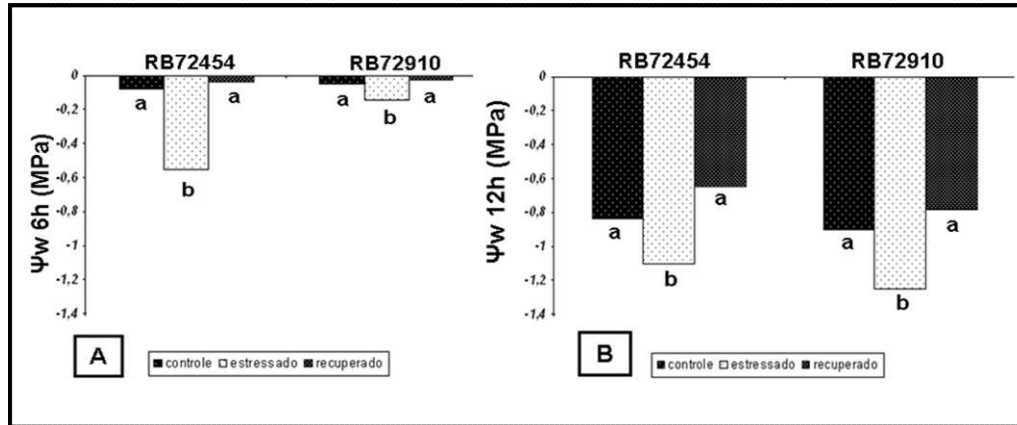 RB72454 RB72910
0
-0,2
-0,4
-0,6
-0,8
-1
-1,2
-1,4
Ψw 6h (MPa)
a b a a b a
A
controle estressado recuperado
RB72454 RB72910
0
-0,2
-0,4
-0,6
-0,8
-1
-1,2
-1,4
Ψw 12h (MPa)
a b a a b a
B
controle estressado recuperado